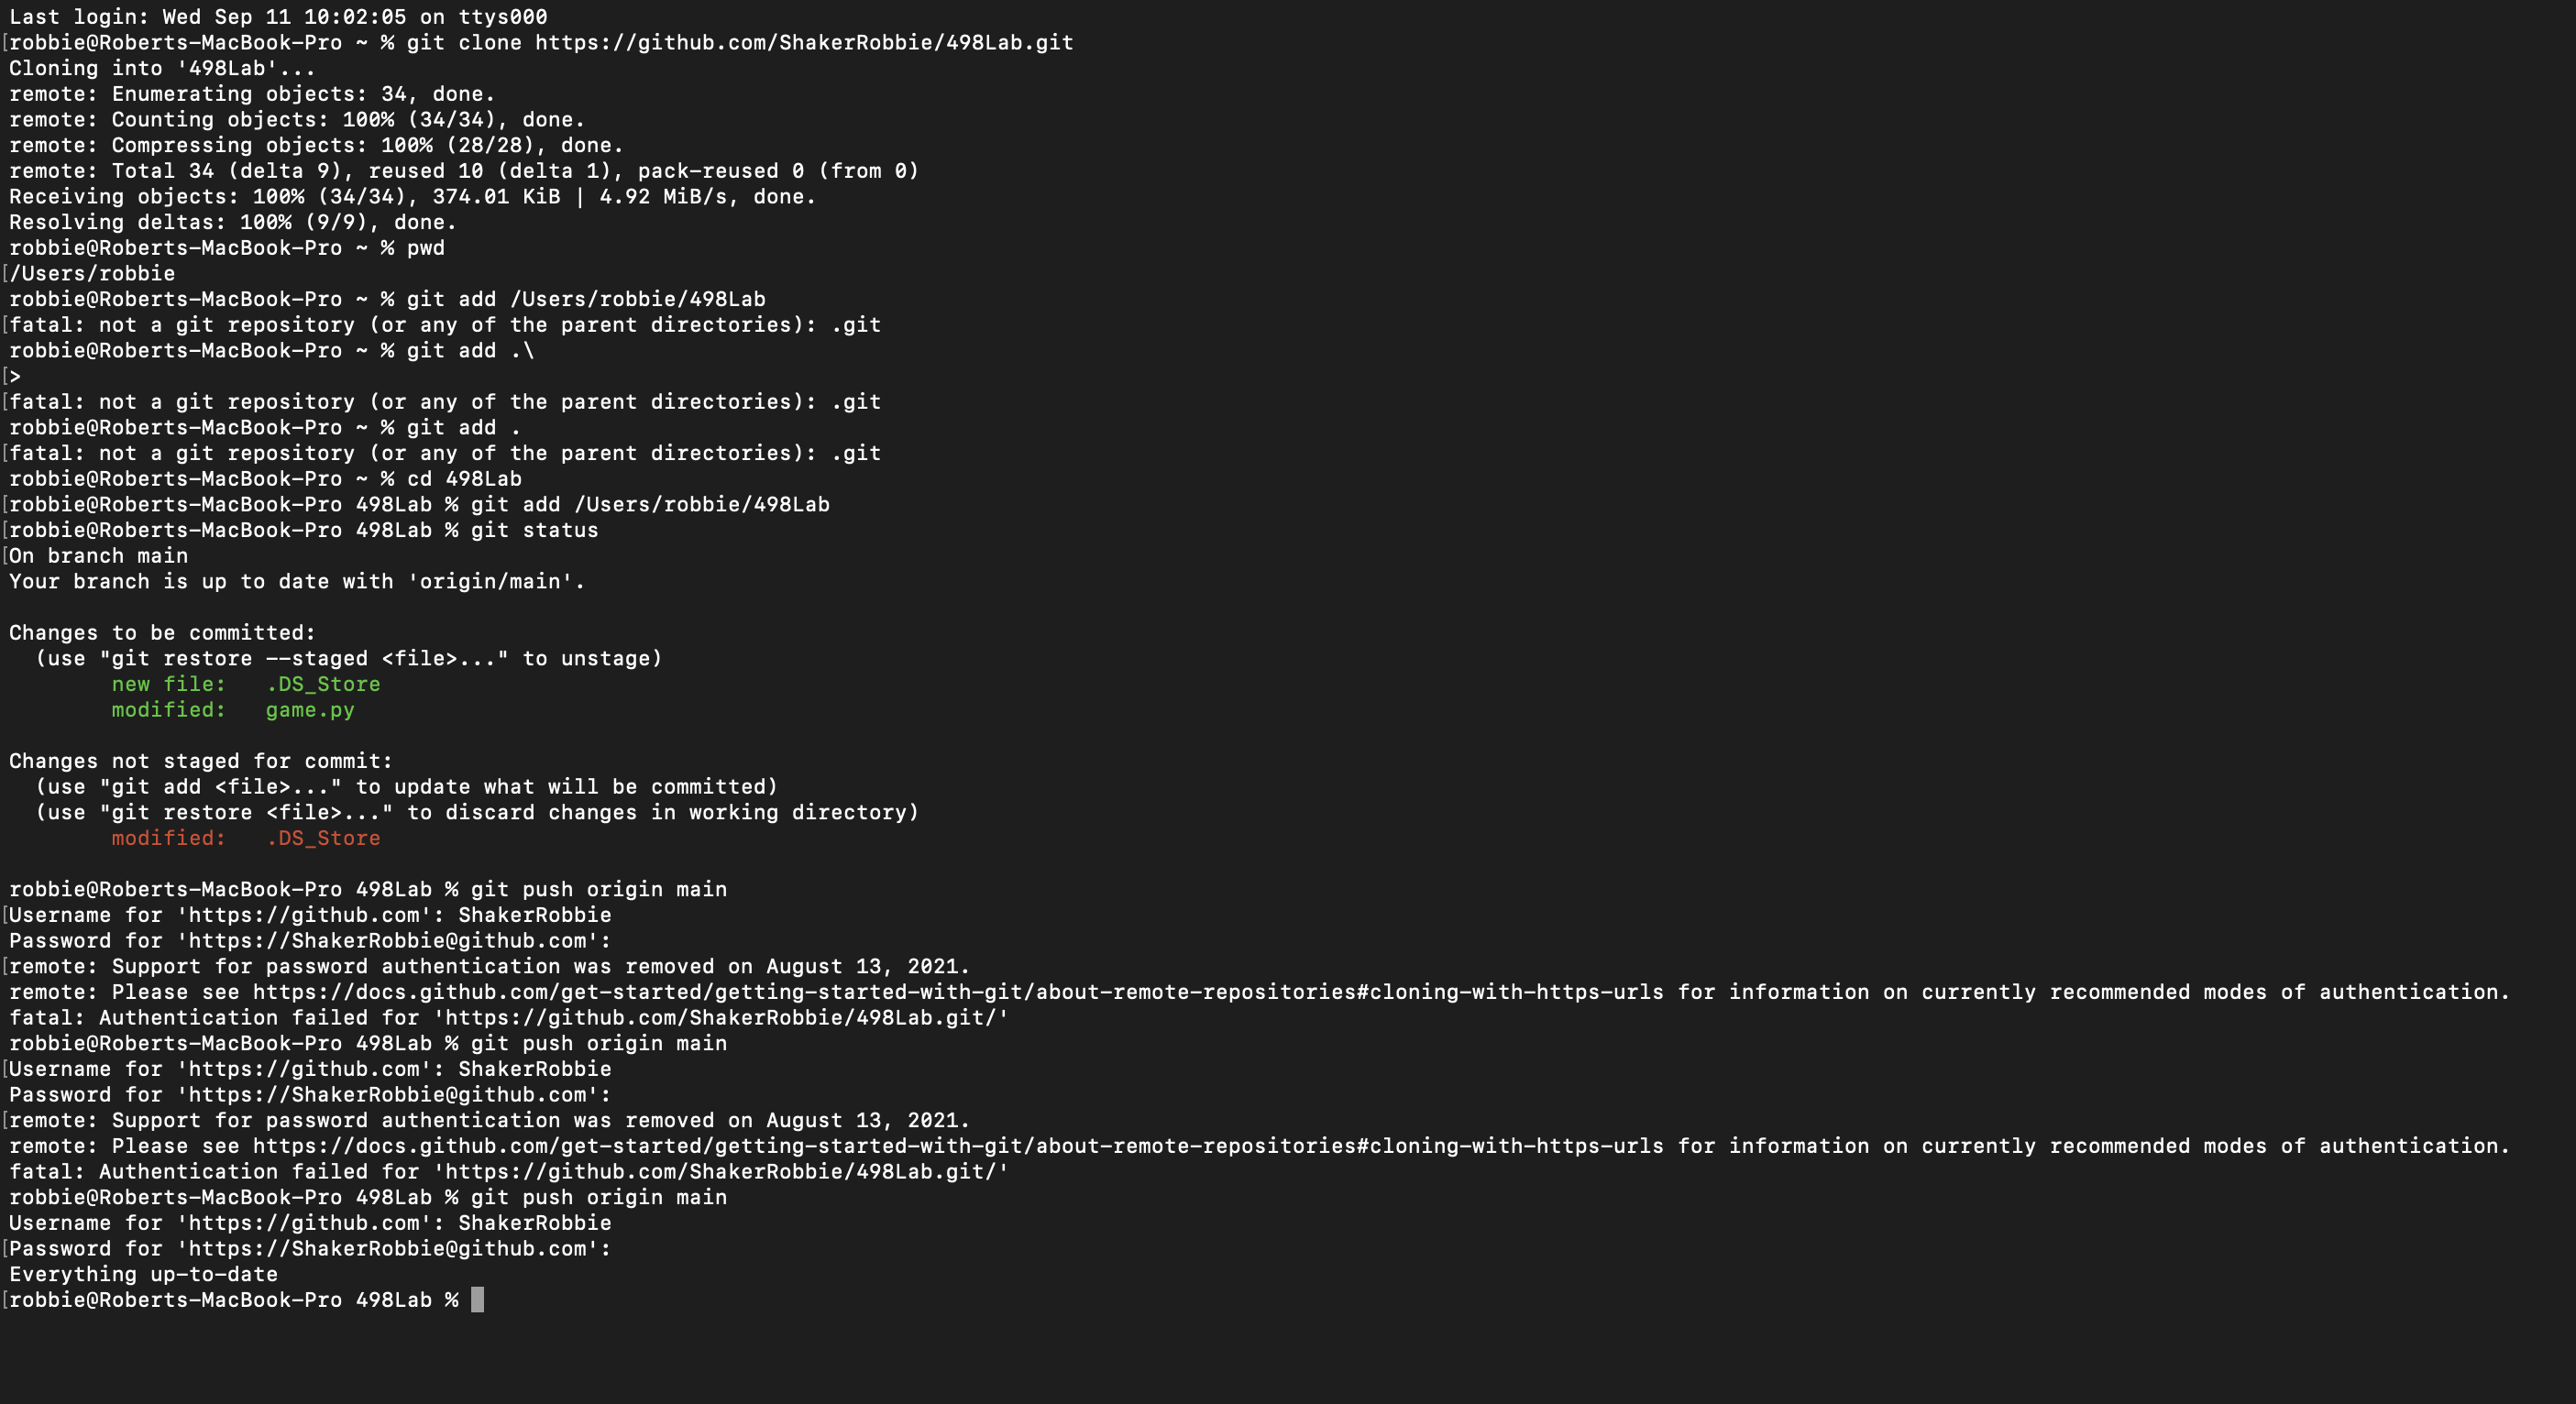 Last login: Wed Sep 11 10:02:05 on ttys000
[robbie@Roberts-MacBook-Pro ~ % git clone https://github.com/ShakerRobbie/498Lab.git
Cloning into '498Lab'...
remote: Enumerating objects: 34, done.
remote: Counting objects: 100% (34/34), done.
remote: Compressing objects: 100% (28/28), done.
remote: Total 34 (delta 9), reused 10 (delta 1), pack-reused 0 (from 0)
Receiving objects: 100% (34/34), 374.01 KiB | 4.92 MiB/s, done.
Resolving deltas: 100% (9/9), done.
robbie@Roberts-MacBook-Pro ~ % pwd
[/Users/robbie
robbie@Roberts-MacBook-Pro ~ % git add /Users/robbie/498Lab
[fatal: not a git repository (or any of the parent directories): .git
robbie@Roberts-MacBook-Pro ~ % git add .\
[>
[fatal: not a git repository (or any of the parent directories): .git
robbie@Roberts-MacBook-Pro ~ % git add .
[fatal: not a git repository (or any of the parent directories): .git
robbie@Roberts-MacBook-Pro ~ % cd 498Lab
[robbie@Roberts-MacBook-Pro 498Lab % git add /Users/robbie/498Lab
[robbie@Roberts-MacBook-Pro 498Lab % git status
[On branch main
Your branch is up to date with 'origin/main'.

Changes to be committed:
  (use "git restore --staged <file>..." to unstage)
        new file:   .DS_Store
        modified:   game.py

Changes not staged for commit:
  (use "git add <file>..." to update what will be committed)
  (use "git restore <file>..." to discard changes in working directory)
        modified:   .DS_Store

robbie@Roberts-MacBook-Pro 498Lab % git push origin main
[Username for 'https://github.com': ShakerRobbie
Password for 'https://ShakerRobbie@github.com':
[remote: Support for password authentication was removed on August 13, 2021.
remote: Please see https://docs.github.com/get-started/getting-started-with-git/about-remote-repositories#cloning-with-https-urls for information on currently recommended modes of authentication.
fatal: Authentication failed for 'https://github.com/ShakerRobbie/498Lab.git/'
robbie@Roberts-MacBook-Pro 498Lab % git push origin main
[Username for 'https://github.com': ShakerRobbie
Password for 'https://ShakerRobbie@github.com':
[remote: Support for password authentication was removed on August 13, 2021.
remote: Please see https://docs.github.com/get-started/getting-started-with-git/about-remote-repositories#cloning-with-https-urls for information on currently recommended modes of authentication.
fatal: Authentication failed for 'https://github.com/ShakerRobbie/498Lab.git/'
robbie@Roberts-MacBook-Pro 498Lab % git push origin main
Username for 'https://github.com': ShakerRobbie
[Password for 'https://ShakerRobbie@github.com':
Everything up-to-date
[robbie@Roberts-MacBook-Pro 498Lab %